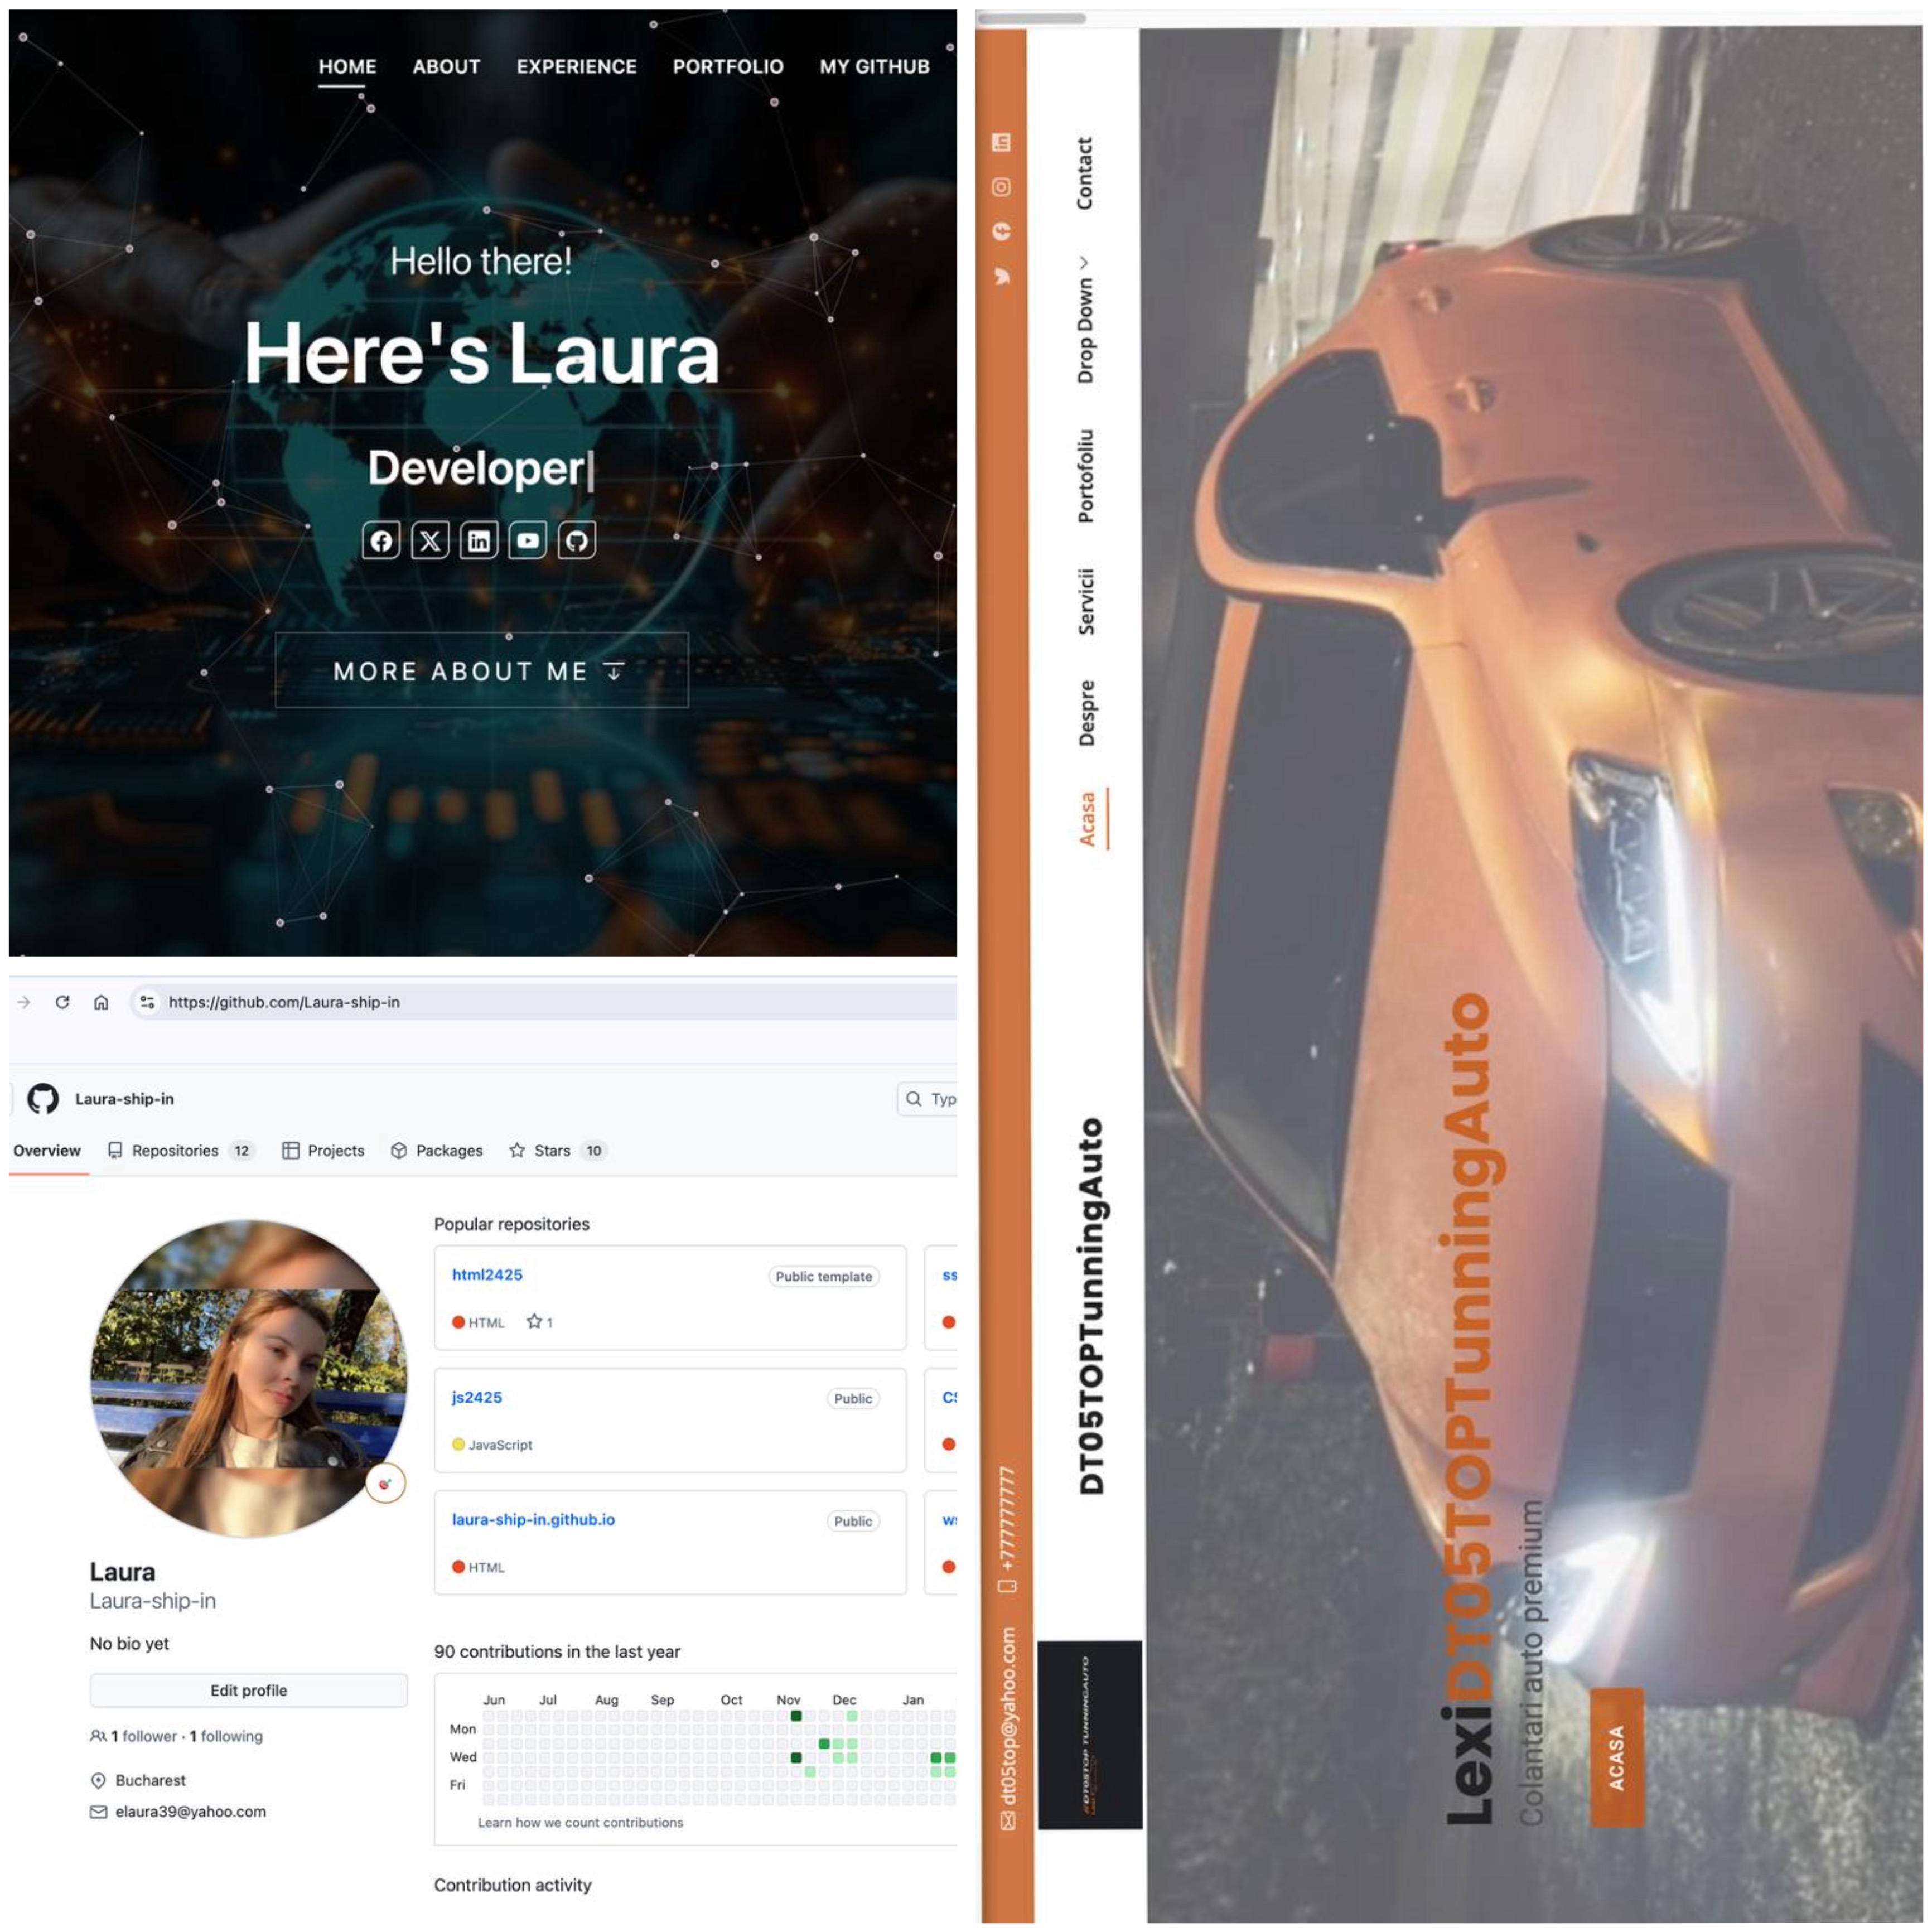 HOME ABOUT EXPERIENCE PORTFOLIO MY GITHUB
Hello there!
Here's Laura
Developer
MORE ABOUT ME
https://github.com/Laura-ship-in
Laura-ship-in
Typ
Overview Repositories 12 Projects Packages Stars 10
Laura
Laura-ship-in
No bio yet
Edit profile
1 follower · 1 following
Bucharest
elaura39@yahoo.com
Popular repositories
html2425 Public template
HTML 1
js2425 Public
JavaScript
laura-ship-in.github.io Public
HTML
ss
90 contributions in the last year
Jun Jul Aug Sep Oct Nov Dec Jan
Mon
Wed
Fri
Learn how we count contributions
Contribution activity
dt05top@yahoo.com +77777777777
#DT05TOP TUNNINGAUTO
DT05TOPTunningAuto
Acasa Despre Servicii Portofoliu Drop Down Contact
LexiDT05TOPTunningAuto
Colantari auto premium
ACASA